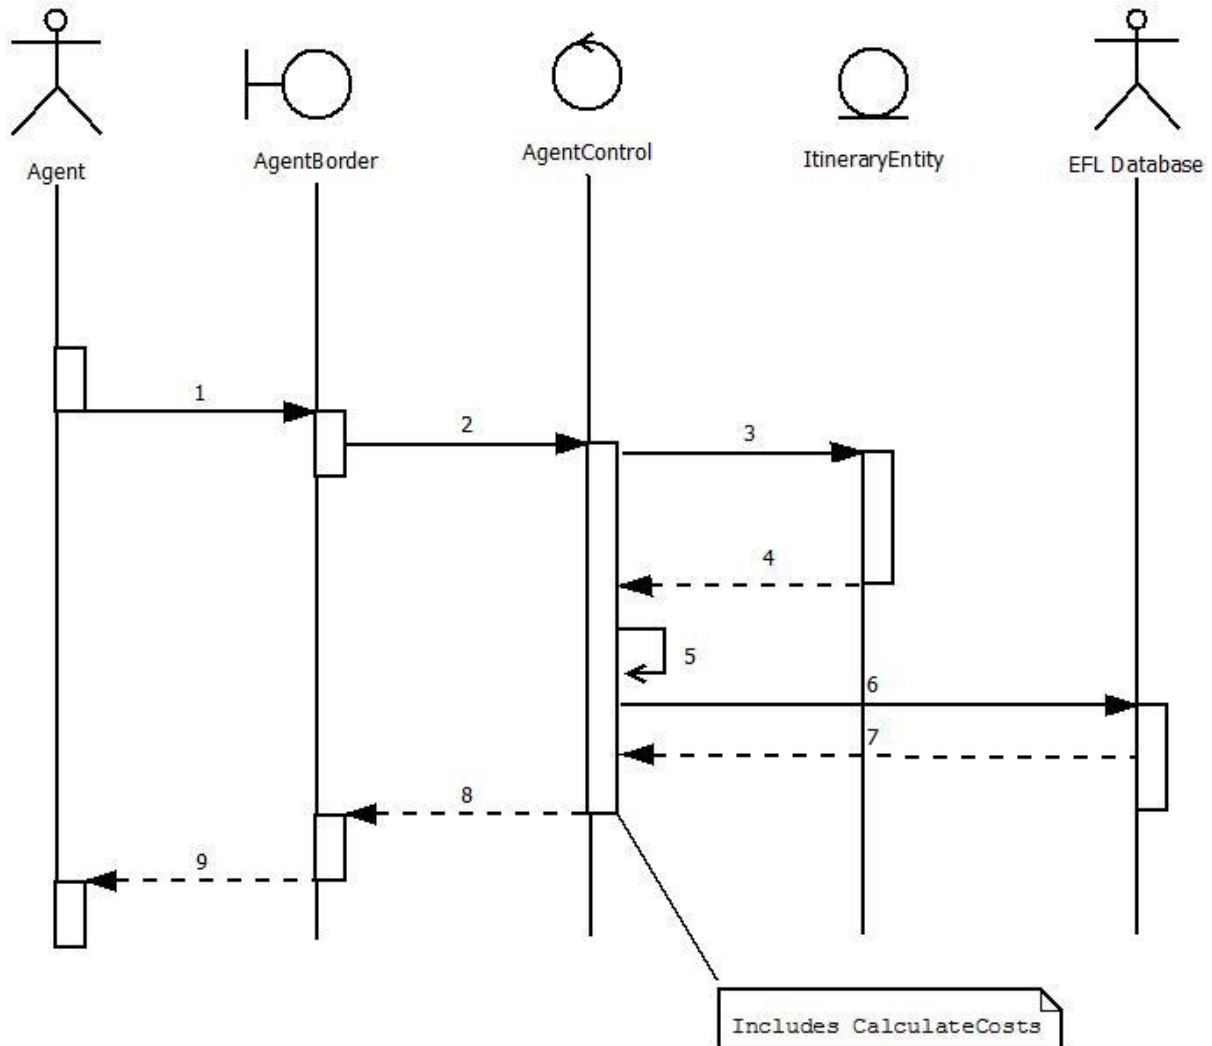 Agent
AgentBorder
AgentControl
ItineraryEntity
EFL Database
1
2
3
4
5
6
7
8
9
Includes CalculateCosts